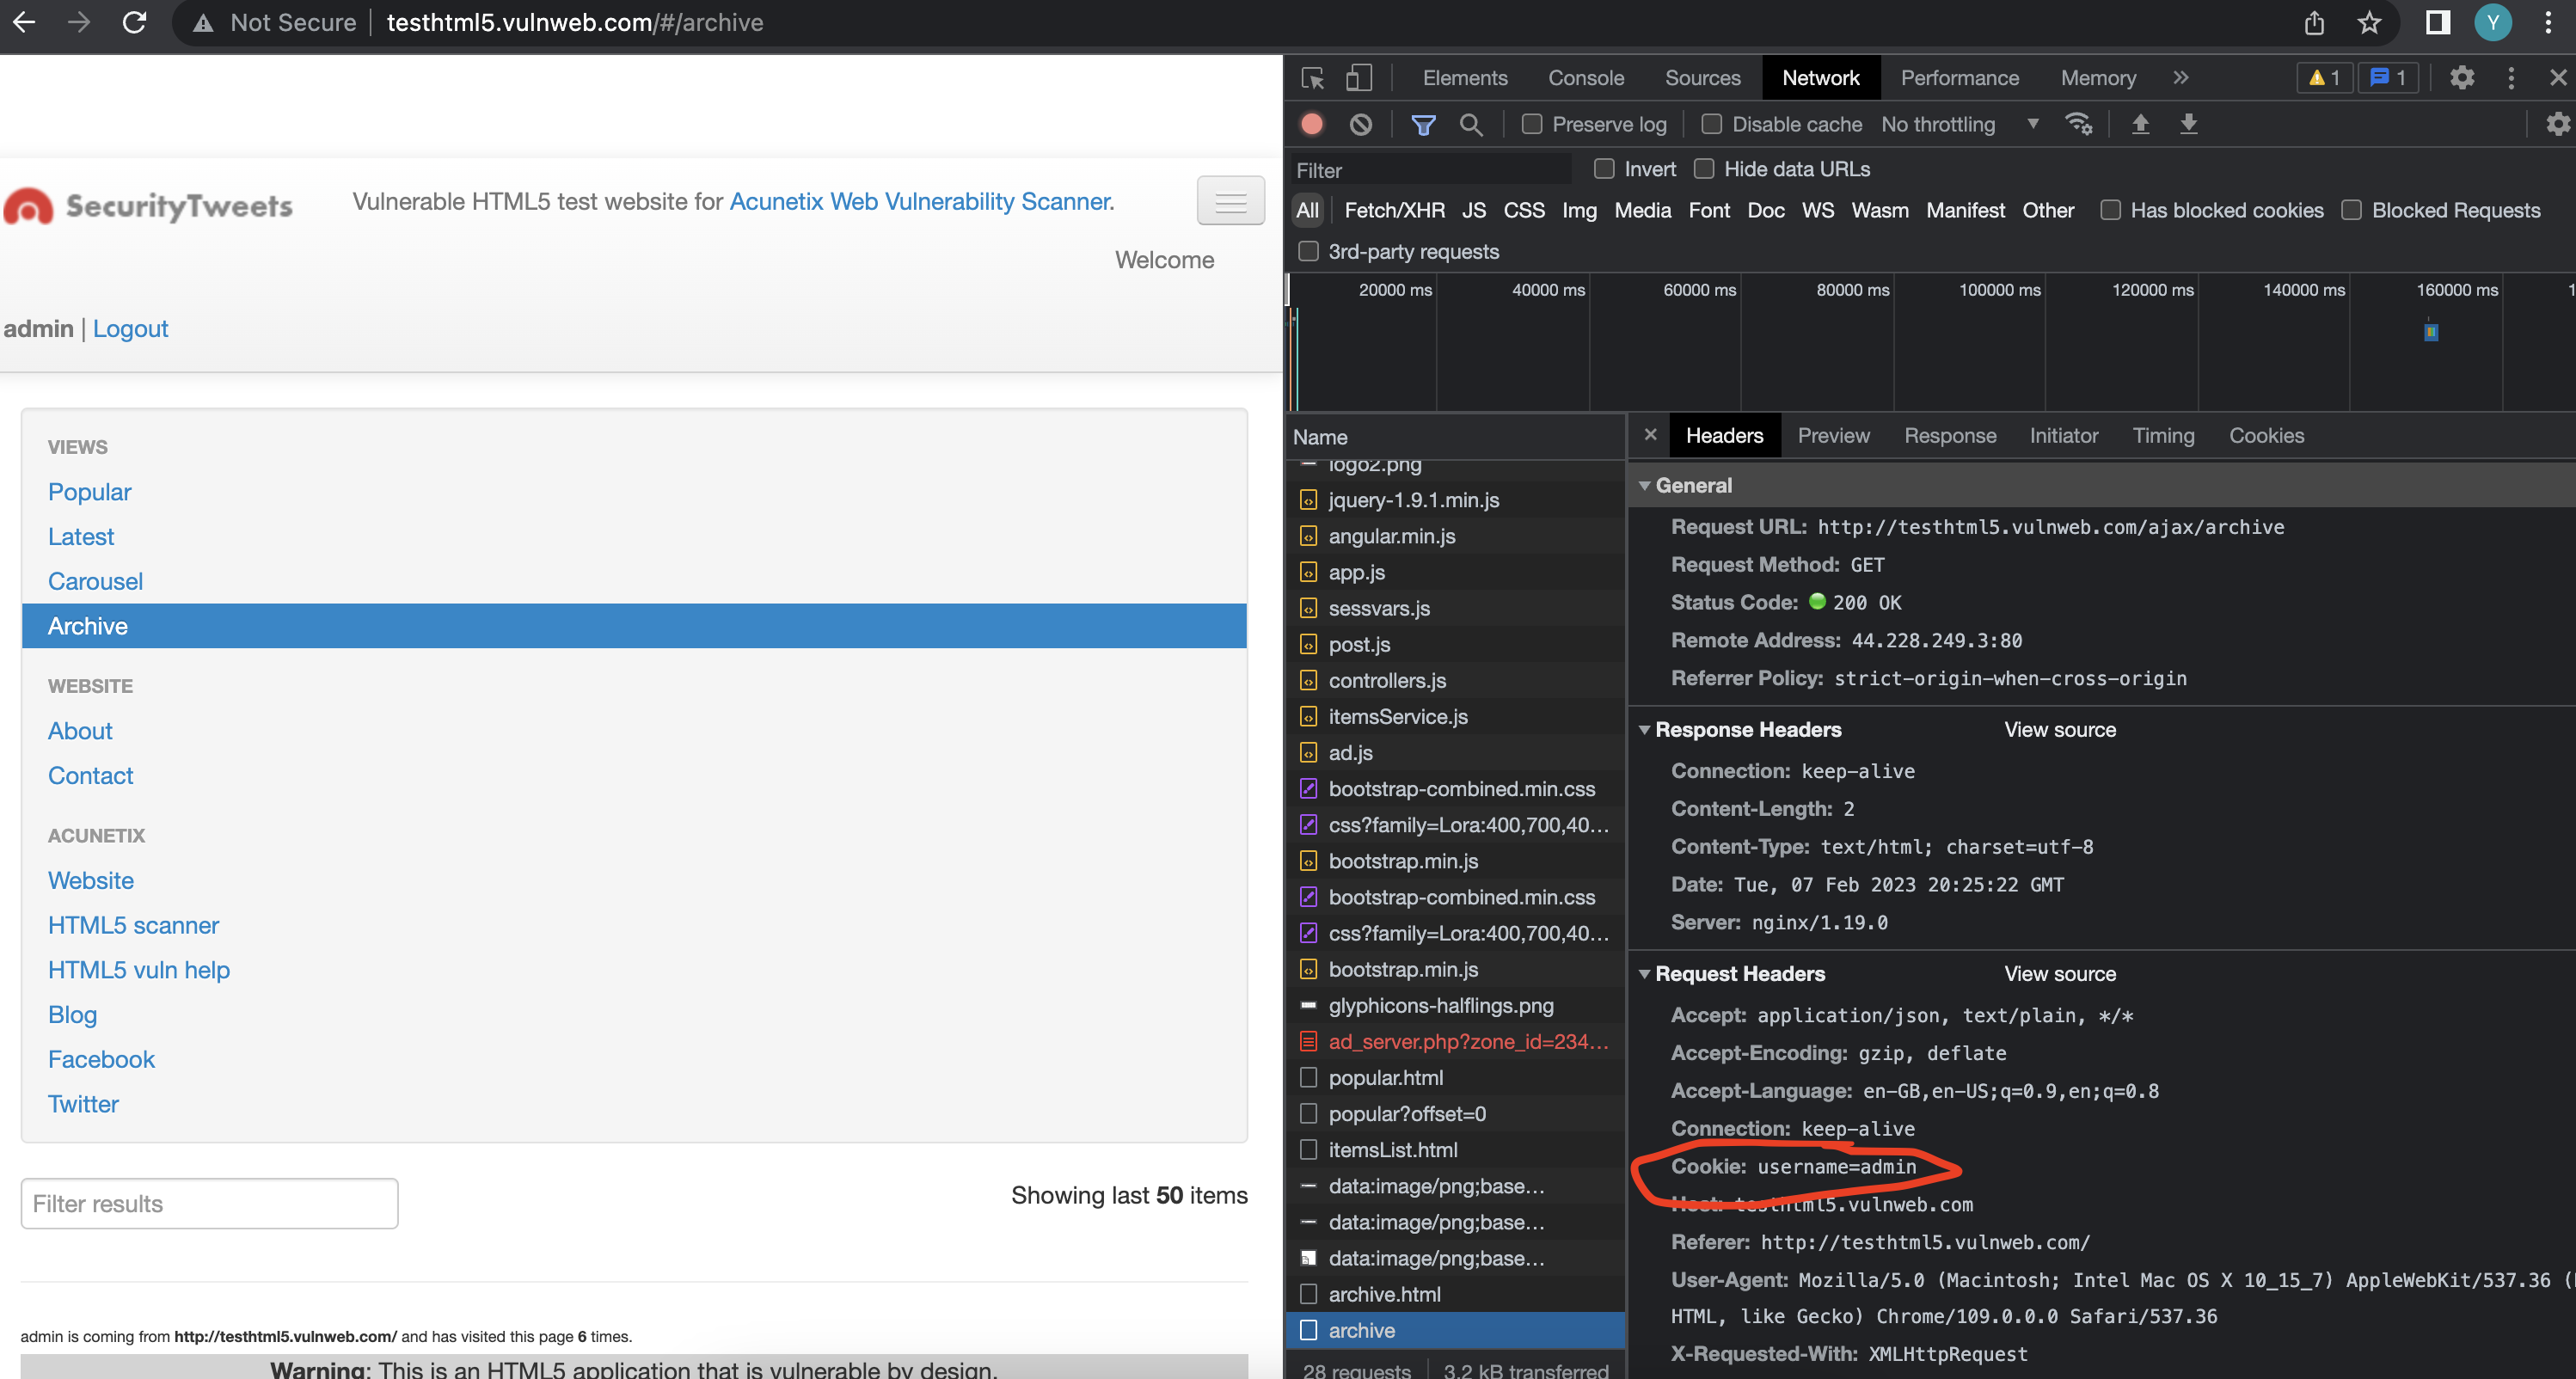 Not Secure | testhtml5.vulnweb.com/#/archive
Y
SecurityTweets
Vulnerable HTML5 test website for Acunetix Web Vulnerability Scanner.
Welcome
admin | Logout
VIEWS
Popular
Latest
Carousel
Archive
WEBSITE
About
Contact
ACUNETIX
Website
HTML5 scanner
HTML5 vuln help
Blog
Facebook
Twitter
Filter results
Showing last 50 items
admin is coming from http://testhtml5.vulnweb.com/ and has visited this page 6 times.
Warning: This is an HTML5 application that is vulnerable by design.
Elements Console Sources Network Performance Memory » 1 1
Preserve log Disable cache No throttling
Filter Invert Hide data URLs
All Fetch/XHR JS CSS Img Media Font Doc WS Wasm Manifest Other Has blocked cookies Blocked Requests
3rd-party requests
20000 ms 40000 ms 60000 ms 80000 ms 100000 ms 120000 ms 140000 ms 160000 ms 1
Name
logo2.png
jquery-1.9.1.min.js
angular.min.js
app.js
sessvars.js
post.js
controllers.js
itemsService.js
ad.js
bootstrap-combined.min.css
css?family=Lora:400,700,40...
bootstrap.min.js
bootstrap-combined.min.css
css?family=Lora:400,700,40...
bootstrap.min.js
glyphicons-halflings.png
ad_server.php?zone_id=234...
popular.html
popular?offset=0
itemsList.html
data:image/png;base...
data:image/png;base...
data:image/png;base...
archive.html
archive
28 requests 3.2 kB transferred
Headers Preview Response Initiator Timing Cookies
General
Request URL: http://testhtml5.vulnweb.com/ajax/archive
Request Method: GET
Status Code: 200 OK
Remote Address: 44.228.249.3:80
Referrer Policy: strict-origin-when-cross-origin
Response Headers View source
Connection: keep-alive
Content-Length: 2
Content-Type: text/html; charset=utf-8
Date: Tue, 07 Feb 2023 20:25:22 GMT
Server: nginx/1.19.0
Request Headers View source
Accept: application/json, text/plain, */*
Accept-Encoding: gzip, deflate
Accept-Language: en-GB,en-US;q=0.9,en;q=0.8
Connection: keep-alive
Cookie: username=admin
Host: testhtml5.vulnweb.com
Referer: http://testhtml5.vulnweb.com/
User-Agent: Mozilla/5.0 (Macintosh; Intel Mac OS X 10_15_7) AppleWebKit/537.36 (
HTML, like Gecko) Chrome/109.0.0.0 Safari/537.36
X-Requested-With: XMLHttpRequest